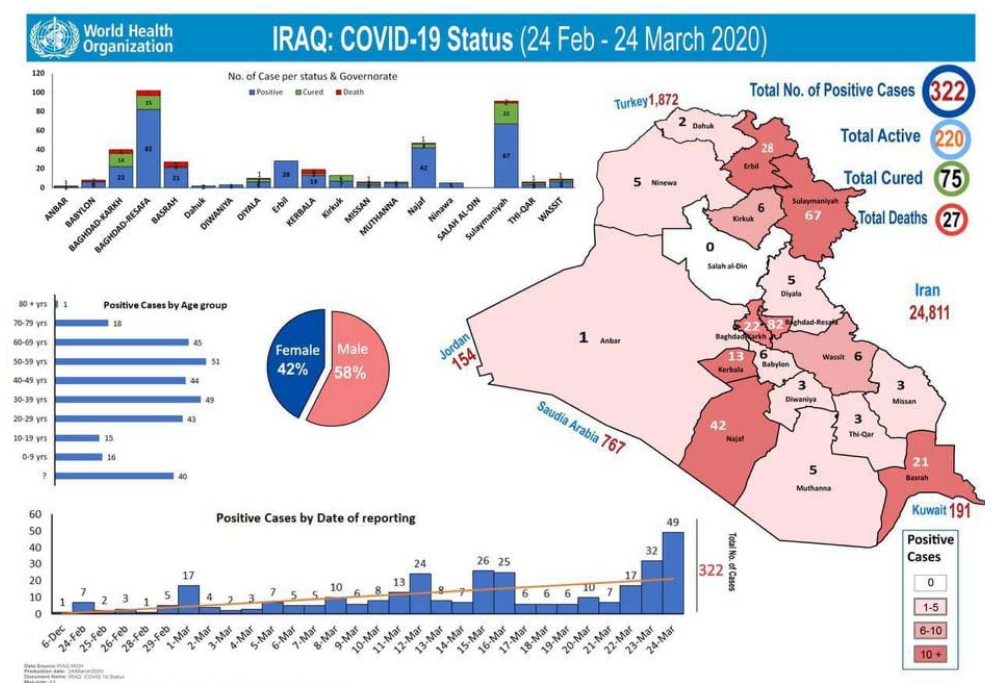 World Health
Organization
IRAQ: COVID-19 Status (24 Feb - 24 March 2020)
No. of Case per status & Governorate
Positive Cured Death
120
100
80
60
40
20
0
22
14
82
15
21
28
13
42
67
22
ANBAR
BABYLON
BAGHDAD-KARKH
BAGHDAD-RESAFA
BASRAH
Dahuk
DIWANIYA
DIYALA
Erbil
KERBALA
Kirkuk
MISSAN
MUTHANNA
Najaf
Ninawa
SALAH AL-DIN
Sulaymaniyah
THI-QAR
WASSIT
Total No. of Positive Cases 322
Total Active 220
Total Cured 75
Total Deaths 27
Turkey 1,872
2 Dahuk
28
Erbil
5 Ninewa
6
Kirkuk
Sulaymaniyah
67
0
Salah al-Din
5
Diyala
Iran
24,811
22
82
Baghdad-Resafa
1 Anbar
Jordan
154
13
Kerbala
6
Babylon
Wassit 6
3
Diwaniya
3
Missan
Saudia Arabia 767
42
Najaf
3
Thi-Qar
5
Muthanna
21
Basrah
Kuwait 191
Positive
Cases
0
1-5
6-10
10 +
Positive Cases by Age group
80 + yrs 1
70-79 yrs 18
60-69 yrs 45
50-59 yrs 51
40-49 yrs 44
30-39 yrs 49
20-29 yrs 43
10-19 yrs 15
0-9 yrs 16
? 40
Female
42%
Male
58%
Positive Cases by Date of reporting
60
50
40
30
20
10
0
1 7 2 3 1 5 17 4 2 3 7 5 5 10 6 8 13 24 8 7 26 25 6 6 6 10 7 17 32 49
6-Dec
24-Feb
25-Feb
26-Feb
28-Feb
29-Feb
1-Mar
2-Mar
3-Mar
4-Mar
5-Mar
6-Mar
7-Mar
8-Mar
9-Mar
10-Mar
11-Mar
12-Mar
13-Mar
14-Mar
15-Mar
16-Mar
17-Mar
18-Mar
19-Mar
20-Mar
21-Mar
22-Mar
23-Mar
24-Mar
322
Total No. of Cases
Data Source: IRAQ-MOH
Production date: 24March2020
Document Name: IRAQ COVID 19 Status